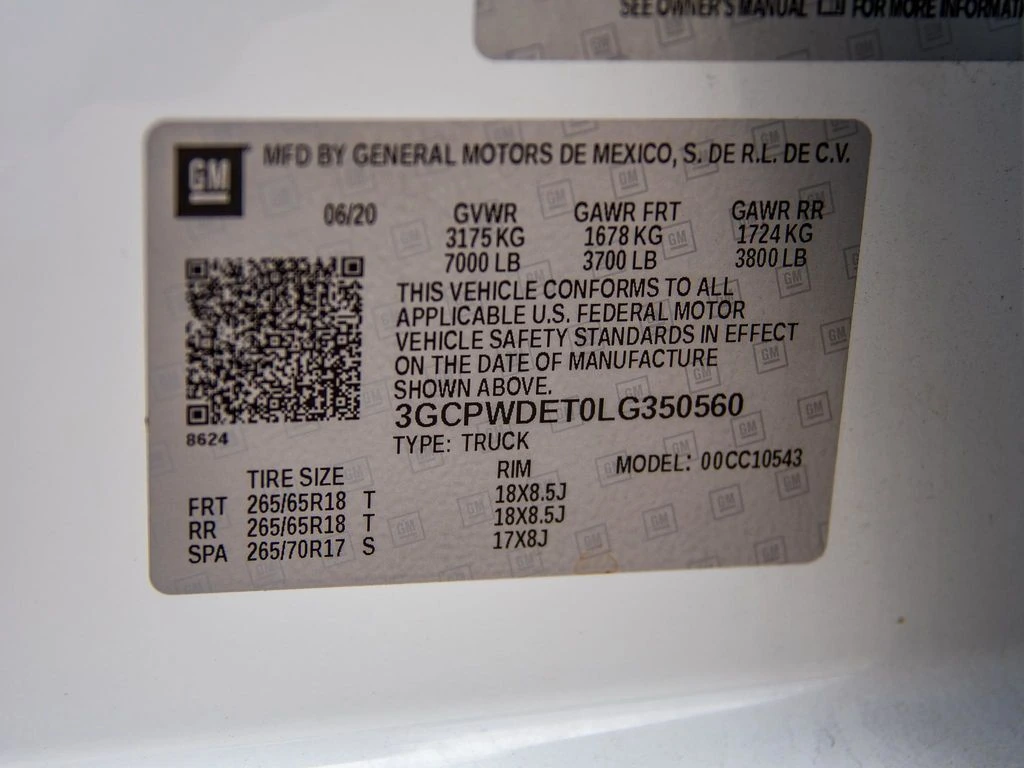 SEE OWNER'S MANUAL FOR MORE INFORMATI
GM MFD BY GENERAL MOTORS DE MEXICO, S. DE R.L. DE C.V.
06/20 GVWR GAWR FRT GAWR RR
3175 KG 1678 KG 1724 KG
7000 LB 3700 LB 3800 LB
THIS VEHICLE CONFORMS TO ALL
APPLICABLE U.S. FEDERAL MOTOR
VEHICLE SAFETY STANDARDS IN EFFECT
ON THE DATE OF MANUFACTURE
SHOWN ABOVE.
3GCPWDET0LG350560
8624
TYPE: TRUCK
TIRE SIZE RIM MODEL: 00CC10543
FRT 265/65R18 T 18X8.5J
RR 265/65R18 T 18X8.5J
SPA 265/70R17 S 17X8J